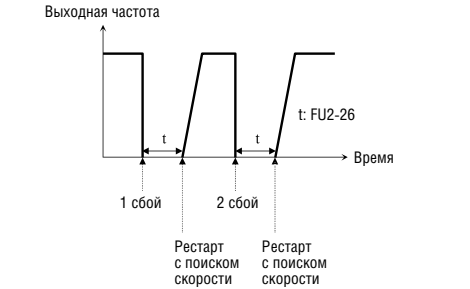 Выходная частота
t
t
t: FU2-26
Время
1 сбой
2 сбой
Рестарт
с поиском
скорости
Рестарт
с поиском
скорости